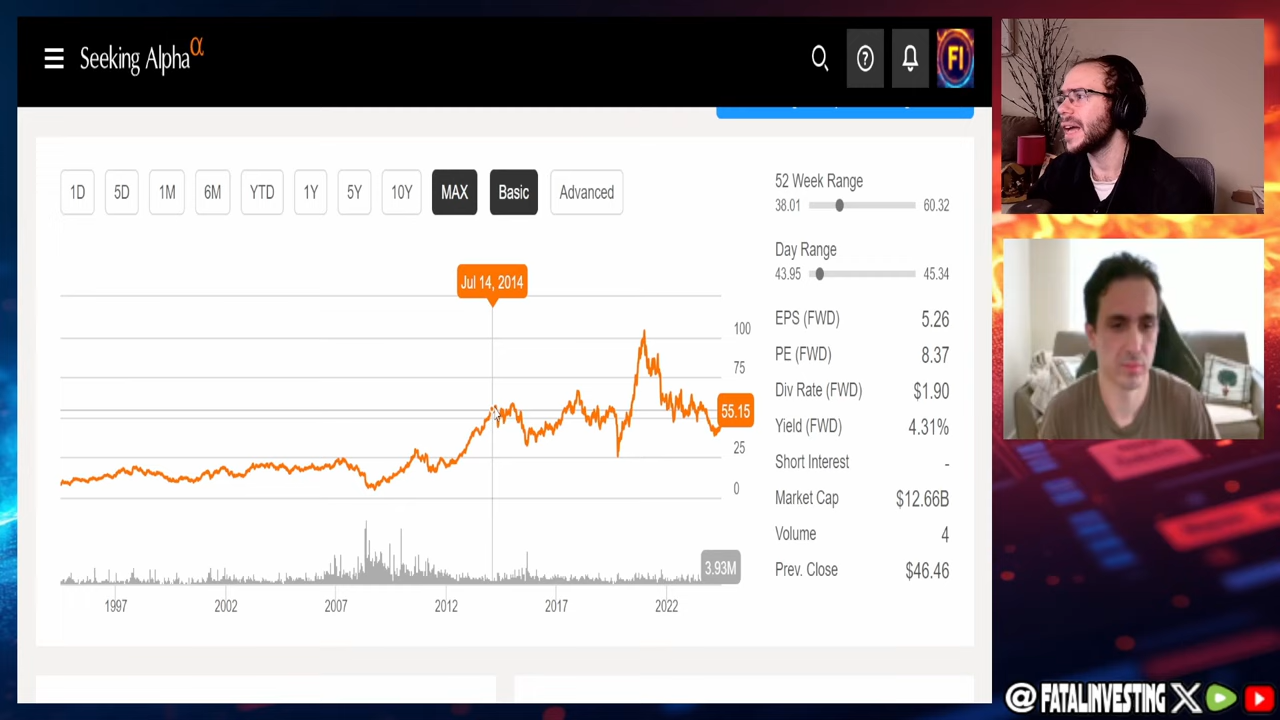 Seeking Alpha α
FI
1D 5D 1M 6M YTD 1Y 5Y 10Y MAX Basic Advanced
Jul 14, 2014
100
75
55.15
25
0
3.93M
1997 2002 2007 2012 2017 2022
52 Week Range
38.01 60.32
Day Range
43.95 45.34
EPS (FWD) 5.26
PE (FWD) 8.37
Div Rate (FWD) $1.90
Yield (FWD) 4.31%
Short Interest -
Market Cap $12.66B
Volume 4
Prev. Close $46.46
@FATALINVESTING X